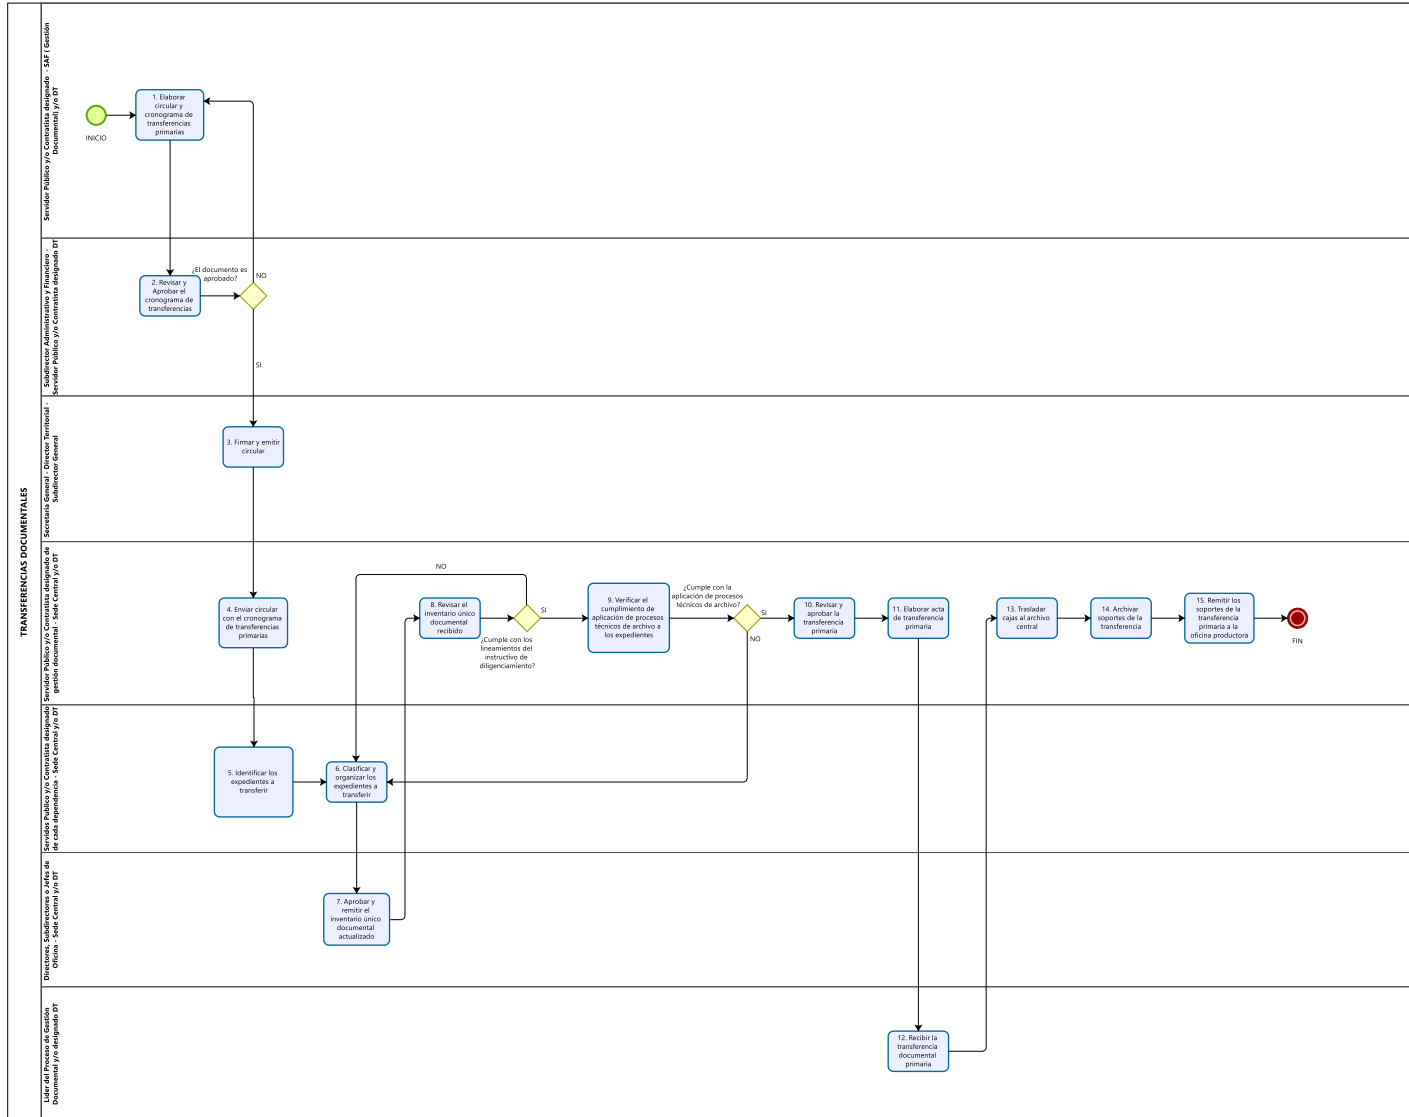 TRANSFERENCIAS DOCUMENTALES
Servidor Público y/o Contratista designado - SAF ( Gestión
Documental) y/o DT
INICIO
1. Elaborar
circular y
cronograma de
transferencias
primarias
Subdirector Administrativo y Financiero -
Servidor Público y/o Contratista designado DT
2. Revisar y
Aprobar el
cronograma de
transferencias
¿El documento es
aprobado?
NO
SI
Secretaria General - Director Territorial -
Subdirector General
3. Firmar y emitir
circular
Servidor Público y/o Contratista designado de
gestión documental - Sede Central y/o DT
4. Enviar circular
con el cronograma
de transferencias
primarias
NO
8. Revisar el
inventario único
documental
recibido
SI
¿Cumple con los
lineamientos del
instructivo de
diligenciamiento?
9. Verificar el
cumplimiento de
aplicación de procesos
técnicos de archivo a
los expedientes
¿Cumple con la
aplicación de procesos
técnicos de archivo?
SI
NO
10. Revisar y
aprobar la
transferencia
primaria
11. Elaborar acta
de transferencia
primaria
13. Trasladar
cajas al archivo
central
14. Archivar
soportes de la
transferencia
15. Remitir los
soportes de la
transferencia
primaria a la
oficina productora
FIN
Servidos Publico y/o Contratista designado
de cada dependencia - Sede Central y/o DT
5. Identificar los
expedientes a
transferir
6. Clasificar y
organizar los
expedientes a
transferir
Directores, Subdirectores o Jefes de
Oficina - Sede Central y/o DT
7. Aprobar y
remitir el
inventario único
documental
actualizado
Lider del Proceso de Gestión
Documental y/o designado DT
12. Recibir la
transferencia
documental
primaria